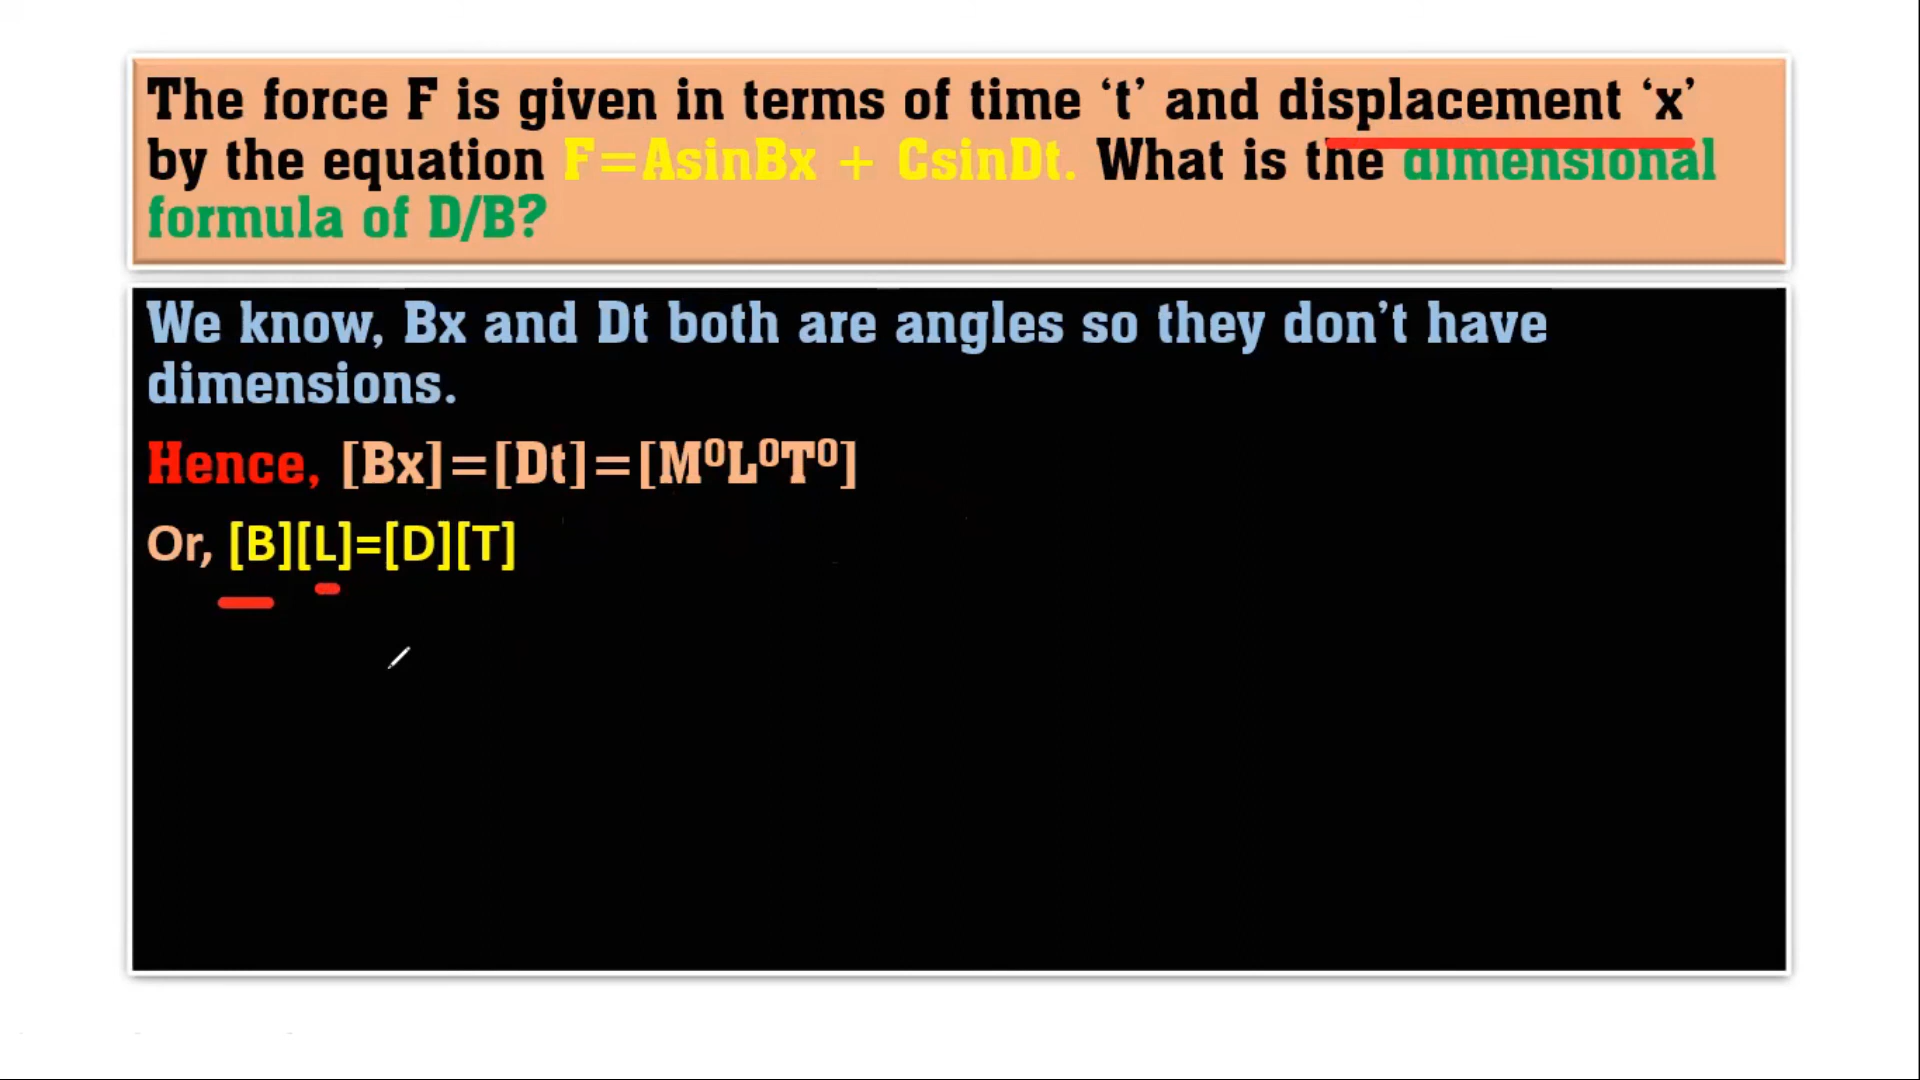 The force F is given in terms of time ‘t’ and displacement ‘x’
by the equation F=AsinBx + CsinDt. What is the dimensional
formula of D/B?
We know, Bx and Dt both are angles so they don’t have
dimensions.
Hence, [Bx]=[Dt]=[M⁰L⁰T⁰]
Or, [B][L]=[D][T]